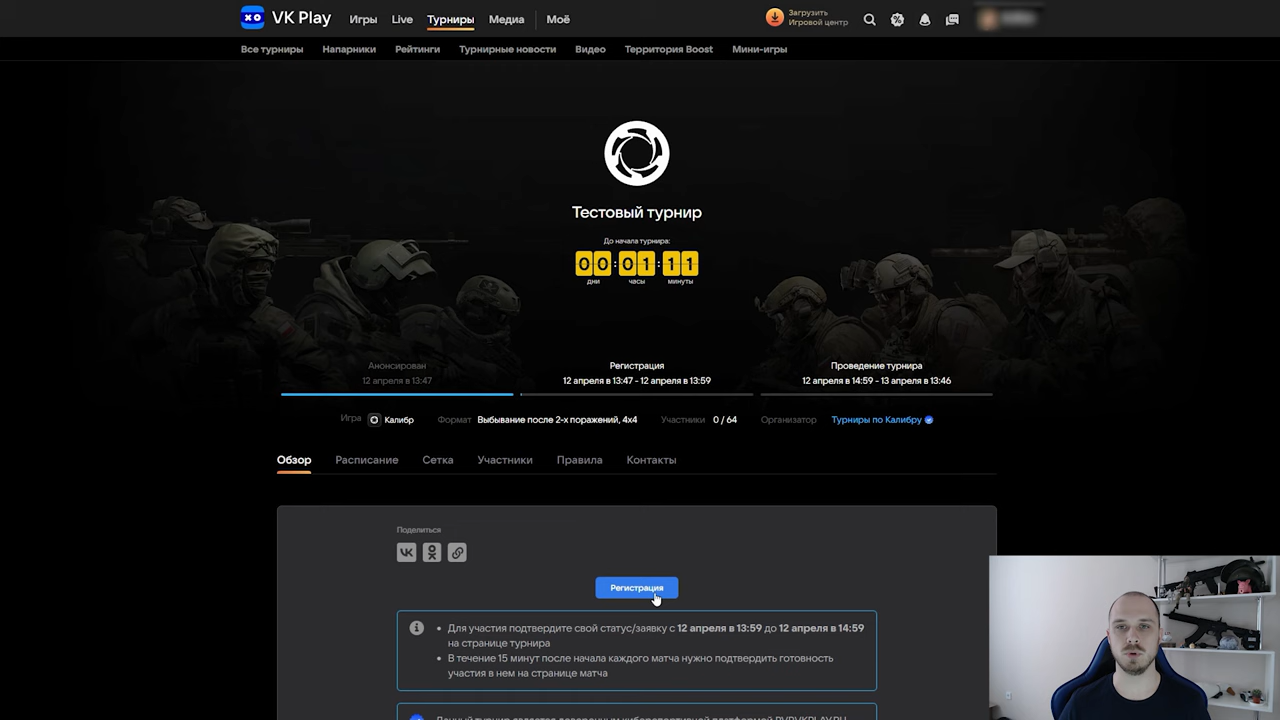 VK Play
Игры
Live
Турниры
Медиа
Моё
Загрузить
Игровой центр
Все турниры
Напарники
Рейтинги
Турнирные новости
Видео
Территория Boost
Мини-игры
Тестовый турнир
До начала турнира:
00:01:11
дни часы минуты
Анонсирован
12 апреля в 13:47
Регистрация
12 апреля в 13:47 - 12 апреля в 13:59
Проведение турнира
12 апреля в 14:59 - 13 апреля в 13:46
Игра Калибр Формат Выбывание после 2-х поражений, 4x4 Участники 0 / 64 Организатор Турниры по Калибру
Обзор
Расписание
Сетка
Участники
Правила
Контакты
Поделиться
Регистрация
Для участия подтвердите свой статус/заявку с 12 апреля в 13:59 до 12 апреля в 14:59
на странице турнира
В течение 15 минут после начала каждого матча нужно подтвердить готовность
участия в нем на странице матча